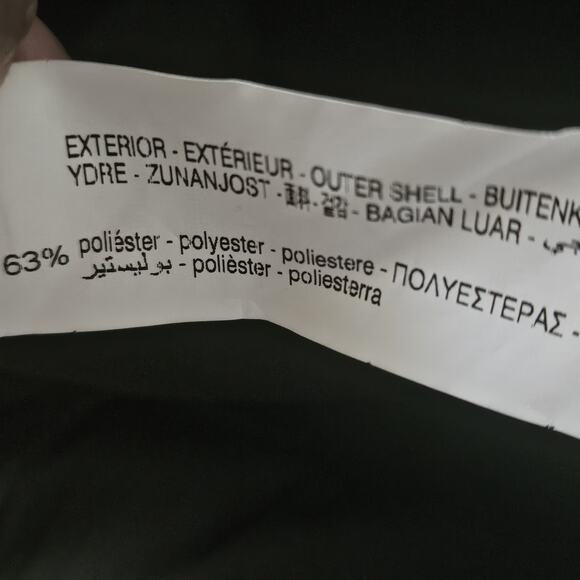 EXTERIOR - EXTÉRIEUR - OUTER SHELL - BUITENK
YDRE - ZUNANJOST - - 겉감 - BAGIAN LUAR -
63% poliéster - polyester - poliestere - ΠΟΛΥΕΣΤΕΡΑΣ -
بوليستير - polièster - poliesterra